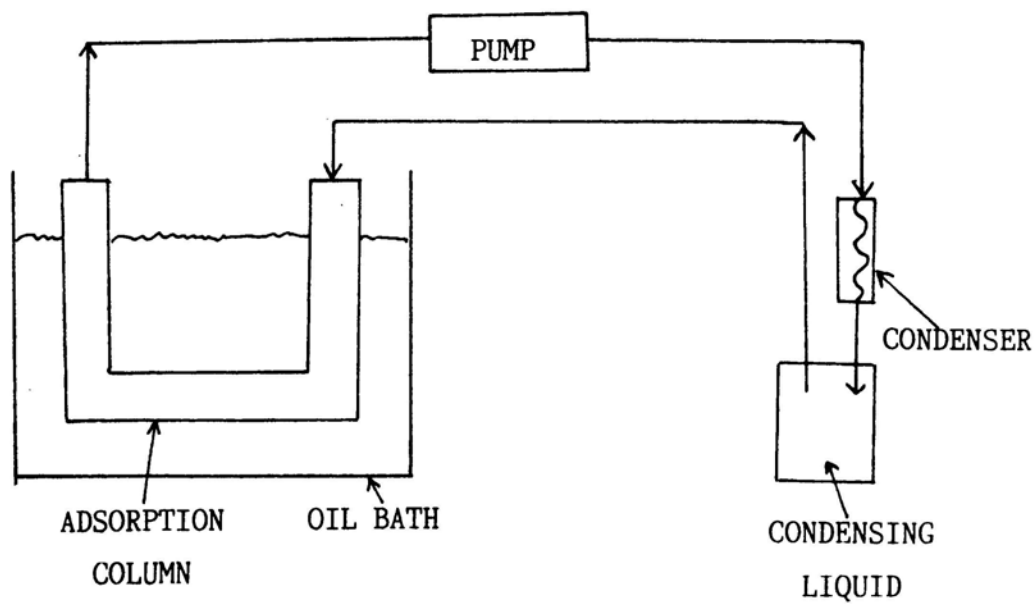 PUMP
CONDENSER
ADSORPTION
COLUMN
OIL BATH
CONDENSING
LIQUID